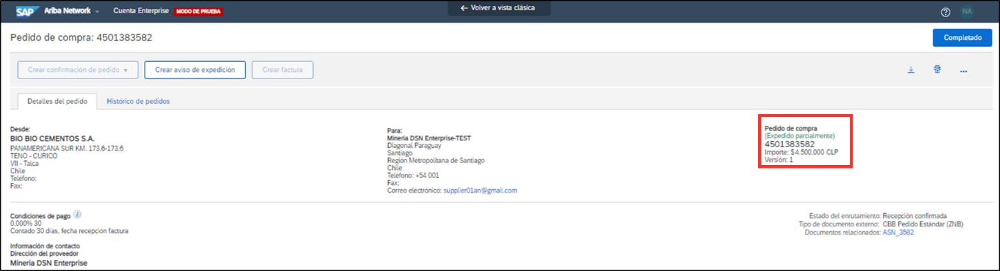 SAP Ariba Network Cuenta Enterprise MODO DE PRUEBA ← Volver a vista clásica NA
Pedido de compra: 4501383582 Completado
Crear confirmación de pedido Crear aviso de expedición Crear factura
Detalles del pedido Histórico de pedidos
Desde:
BIO BIO CEMENTOS S.A.
PANAMERICANA SUR KM. 173,6-173,6
TENO - CURICO
VII - Talca
Chile
Teléfono:
Fax:
Para:
Mineria DSN Enterprise-TEST
Diagonal Paraguay
Santiago
Región Metropolitana de Santiago
Chile
Teléfono: +54 001
Fax:
Correo electrónico: supplier01an@gmail.com
Pedido de compra
(Expedido parcialmente)
4501383582
Importe: $4.500.000 CLP
Versión: 1
Condiciones de pago
0,000% 30
Contado 30 días, fecha recepción factura
Estado del enrutamiento: Recepción confirmada
Tipo de documento externo: CBB Pedido Estándar (ZNB)
Documentos relacionados: ASN_3582
Información de contacto
Dirección del proveedor
Mineria DSN Enterprise